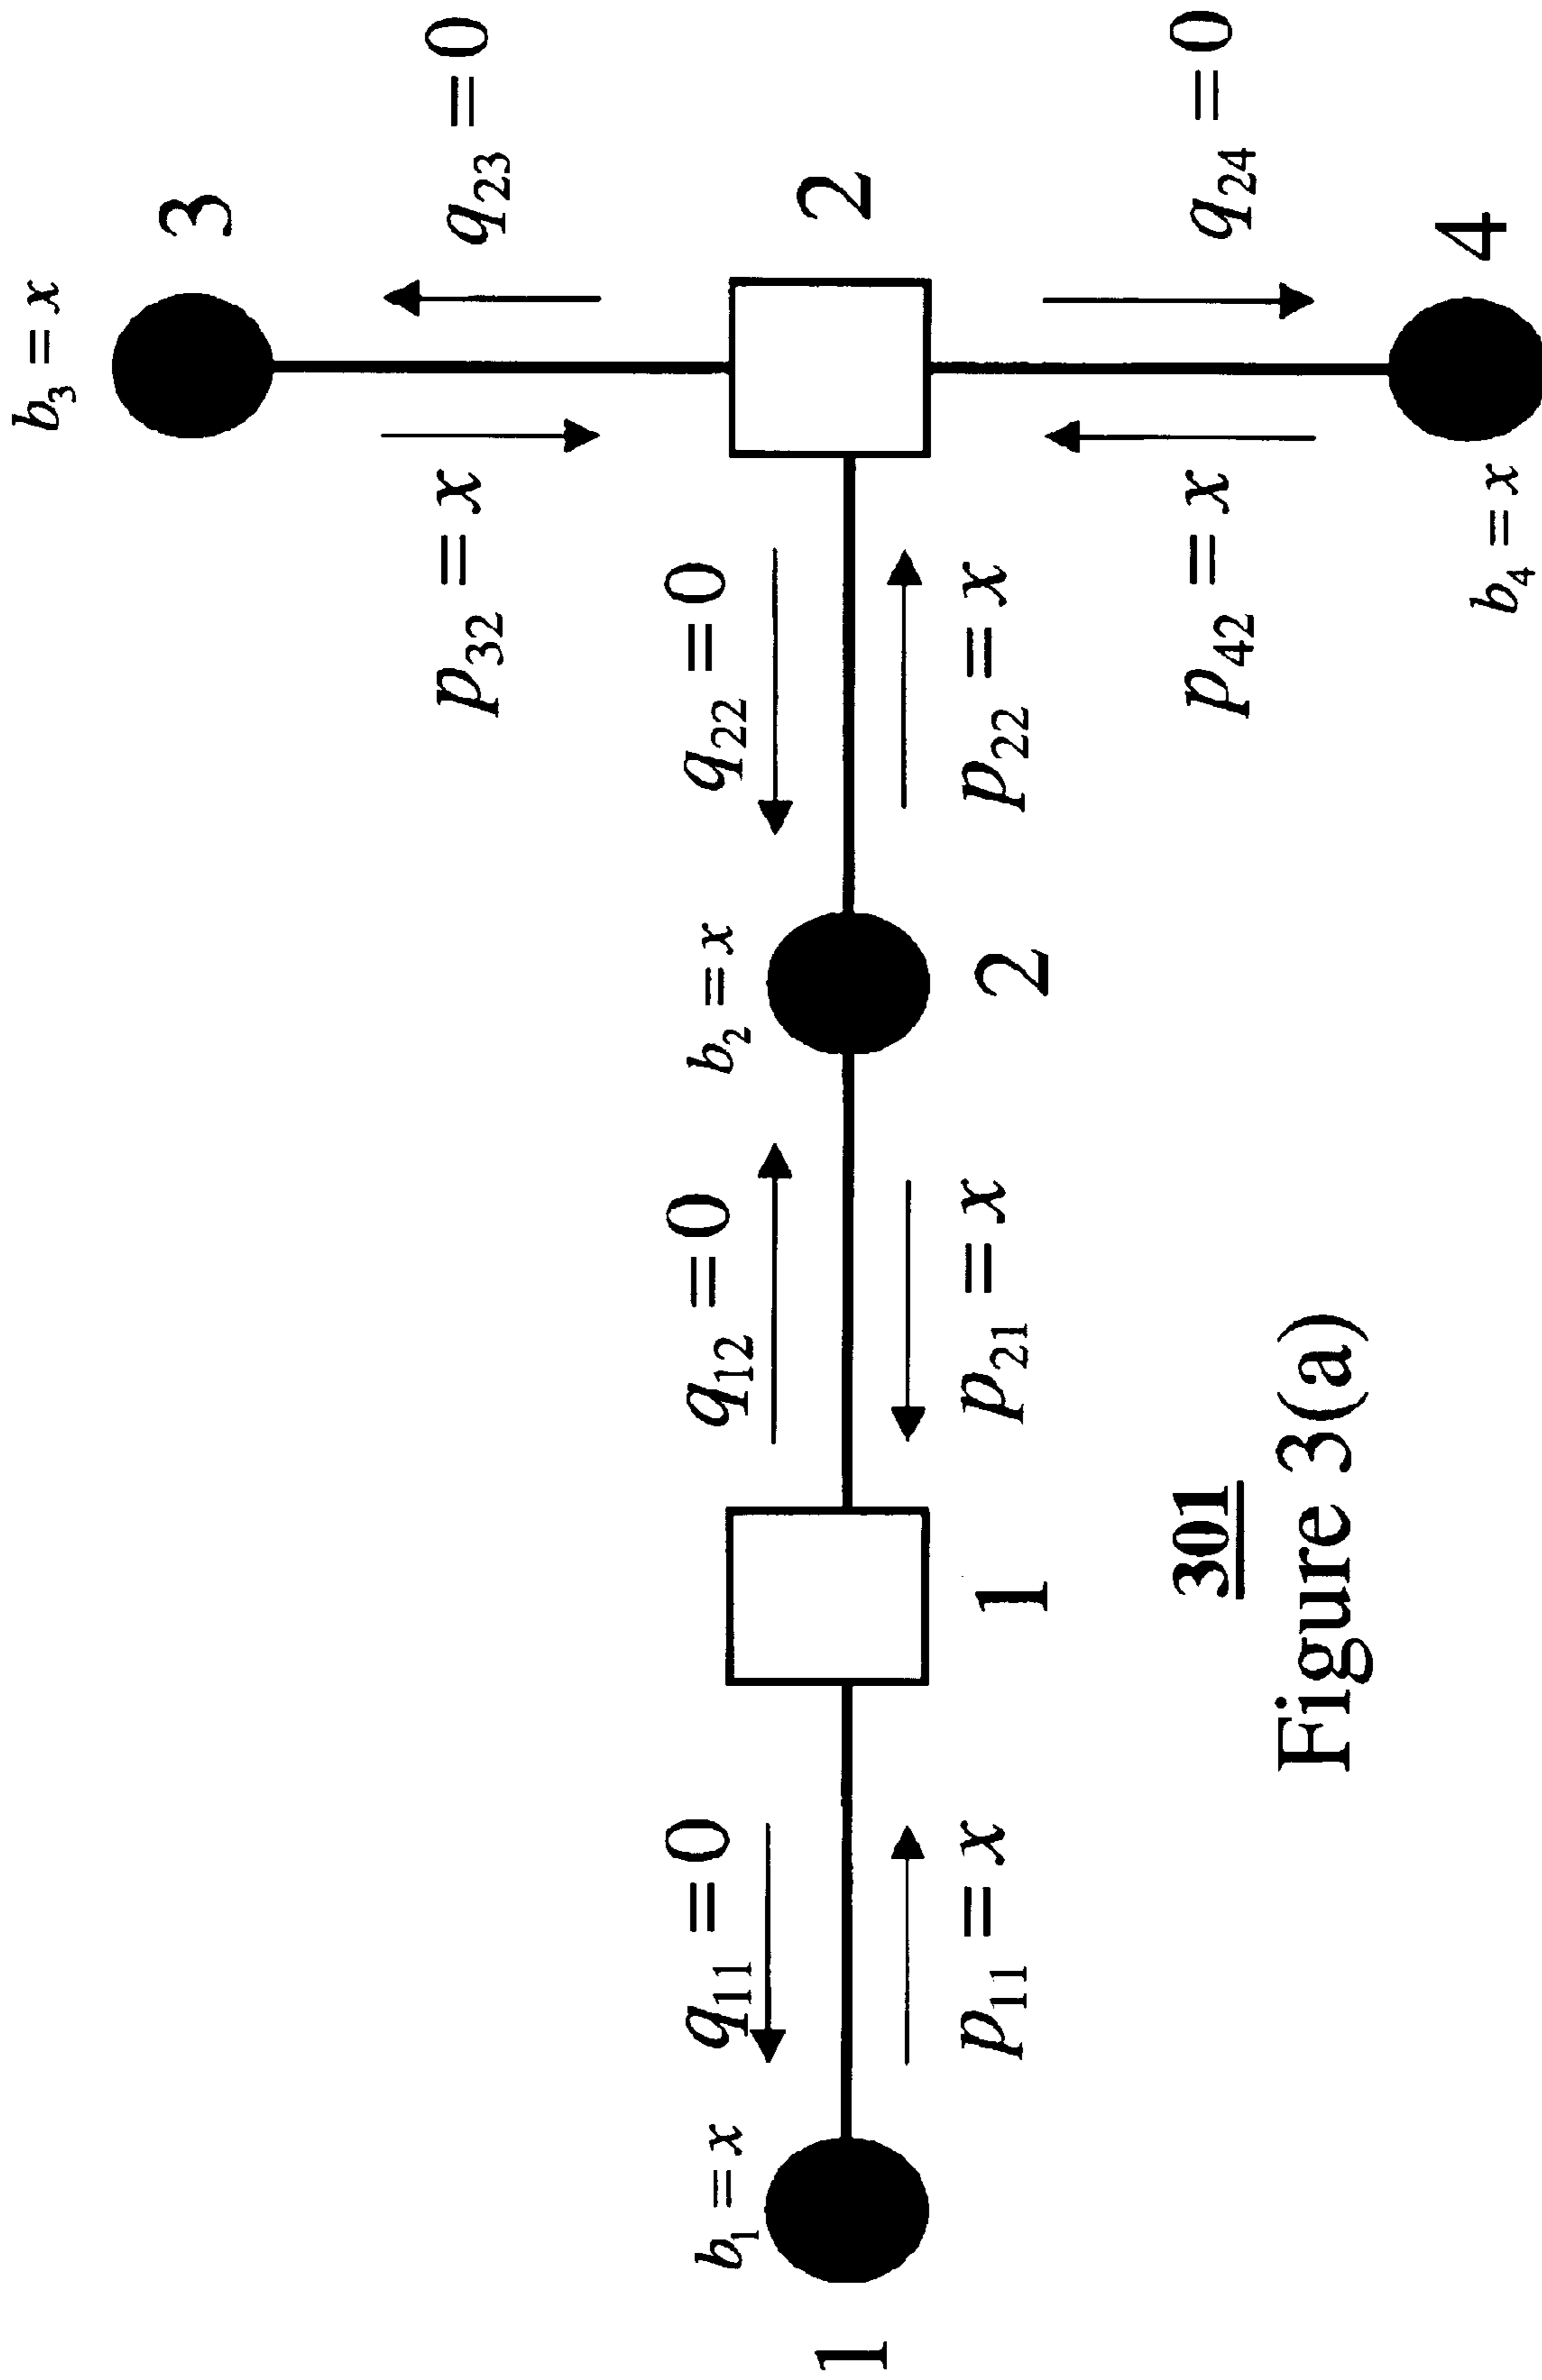 b₃ = x
3
p₃₂ = x
q₂₃ = 0
b₁ = x
q₁₁ = 0
q₁₂ = 0
b₂ = x
q₂₂ = 0
2
1
p₁₁ = x
1
p₂₁ = x
2
p₂₂ = x
p₄₂ = x
q₂₄ = 0
b₄ = x
4
301
Figure 3(a)